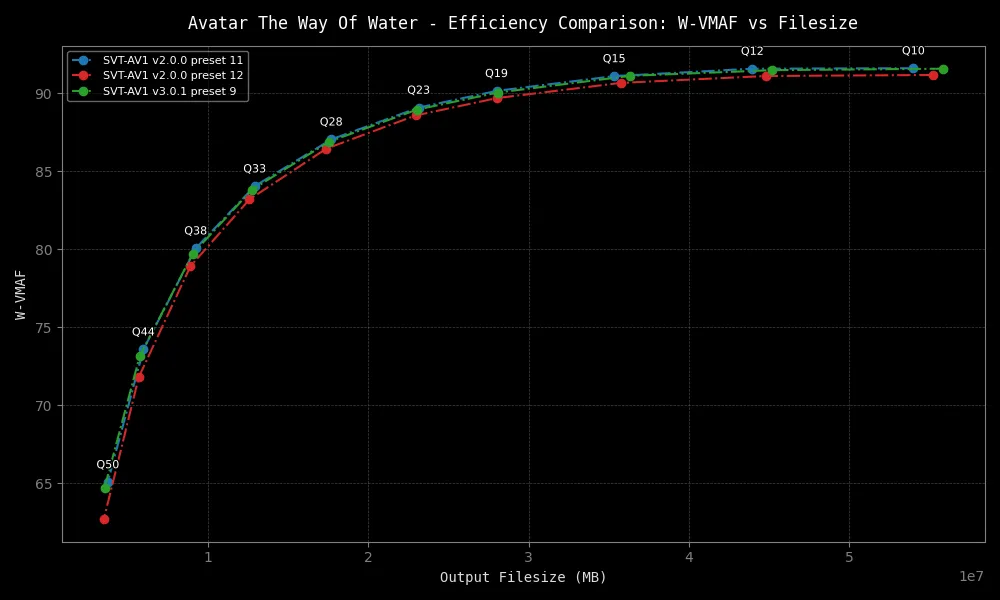 Avatar The Way Of Water - Efficiency Comparison: W-VMAF vs Filesize
SVT-AV1 v2.0.0 preset 11
SVT-AV1 v2.0.0 preset 12
SVT-AV1 v3.0.1 preset 9
Q10
Q12
Q15
Q19
Q23
Q28
Q33
Q38
Q44
Q50
90
85
80
75
70
65
W-VMAF
1
2
3
4
5
1e7
Output Filesize (MB)